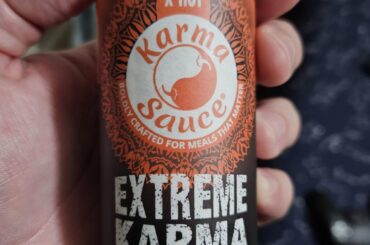 X HOT
Karma
Sauce®
BOLDLY CRAFTED FOR MEALS THAT MATTER
EXTREME
KARMA